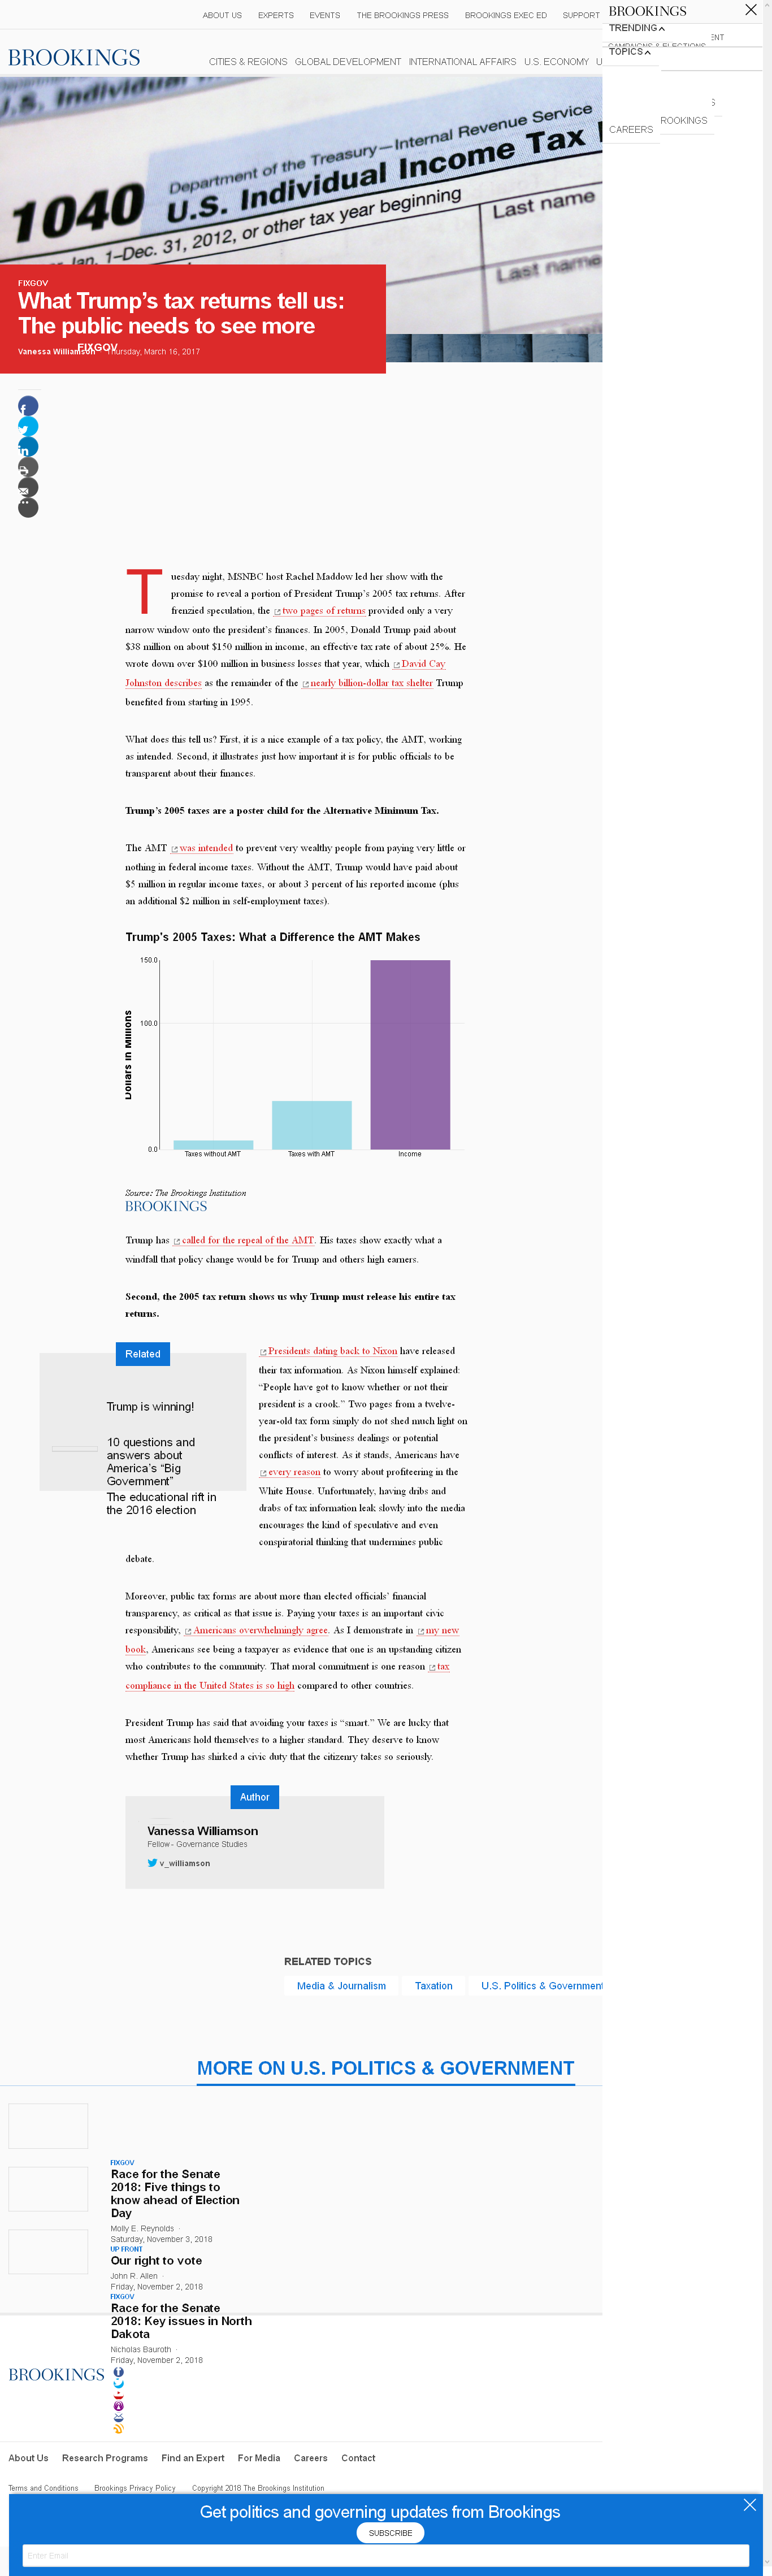 ABOUT US EXPERTS EVENTS THE BROOKINGS PRESS BROOKINGS EXEC ED SUPPORT
BROOKINGS
CITIES & REGIONS GLOBAL DEVELOPMENT INTERNATIONAL AFFAIRS U.S. ECONOMY U
BROOKINGS
TRENDING
ENT
CAMPAIGNS & ELECTIONS
TOPICS
S
ROOKINGS
CAREERS
U.S. Individual Income
1040
Department of the Treasury—Internal Revenue Service
U.S. Individual Income Tax R
Jan. 1–Dec. 31, 2012, or other tax year beginning
Last name
Last name
FIXGOV
What Trump’s tax returns tell us:
The public needs to see more
FIXGOV
Vanessa Williamson Thursday, March 16, 2017
Tuesday night, MSNBC host Rachel Maddow led her show with the
promise to reveal a portion of President Trump’s 2005 tax returns. After
frenzied speculation, the two pages of returns provided only a very
narrow window onto the president’s finances. In 2005, Donald Trump paid about
$38 million on about $150 million in income, an effective tax rate of about 25%. He
wrote down over $100 million in business losses that year, which David Cay
Johnston describes as the remainder of the nearly billion-dollar tax shelter Trump
benefited from starting in 1995.
What does this tell us? First, it is a nice example of a tax policy, the AMT, working
as intended. Second, it illustrates just how important it is for public officials to be
transparent about their finances.
Trump’s 2005 taxes are a poster child for the Alternative Minimum Tax.
The AMT was intended to prevent very wealthy people from paying very little or
nothing in federal income taxes. Without the AMT, Trump would have paid about
$5 million in regular income taxes, or about 3 percent of his reported income (plus
an additional $2 million in self-employment taxes).
Trump's 2005 Taxes: What a Difference the AMT Makes
150.0
100.0
0.0
Dollars in Millions
Taxes without AMT Taxes with AMT Income
Source: The Brookings Institution
BROOKINGS
Trump has called for the repeal of the AMT. His taxes show exactly what a
windfall that policy change would be for Trump and others high earners.
Second, the 2005 tax return shows us why Trump must release his entire tax
returns.
Related
Trump is winning!
10 questions and
answers about
America’s “Big
Government”
The educational rift in
the 2016 election
Presidents dating back to Nixon have released
their tax information. As Nixon himself explained:
“People have got to know whether or not their
president is a crook.” Two pages from a twelve-
year-old tax form simply do not shed much light on
the president’s business dealings or potential
conflicts of interest. As it stands, Americans have
every reason to worry about profiteering in the
White House. Unfortunately, having dribs and
drabs of tax information leak slowly into the media
encourages the kind of speculative and even
conspiratorial thinking that undermines public
debate.
Moreover, public tax forms are about more than elected officials’ financial
transparency, as critical as that issue is. Paying your taxes is an important civic
responsibility, Americans overwhelmingly agree. As I demonstrate in my new
book, Americans see being a taxpayer as evidence that one is an upstanding citizen
who contributes to the community. That moral commitment is one reason tax
compliance in the United States is so high compared to other countries.
President Trump has said that avoiding your taxes is “smart.” We are lucky that
most Americans hold themselves to a higher standard. They deserve to know
whether Trump has shirked a civic duty that the citizenry takes so seriously.
Author
Vanessa Williamson
Fellow - Governance Studies
v_williamson
RELATED TOPICS
Media & Journalism Taxation U.S. Politics & Government
MORE ON U.S. POLITICS & GOVERNMENT
FIXGOV
Race for the Senate
2018: Five things to
know ahead of Election
Day
Molly E. Reynolds ·
Saturday, November 3, 2018
UP FRONT
Our right to vote
John R. Allen ·
Friday, November 2, 2018
FIXGOV
Race for the Senate
2018: Key issues in North
Dakota
Nicholas Bauroth ·
Friday, November 2, 2018
BROOKINGS
About Us Research Programs Find an Expert For Media Careers Contact
Terms and Conditions Brookings Privacy Policy Copyright 2018 The Brookings Institution
Get politics and governing updates from Brookings
SUBSCRIBE
Enter Email